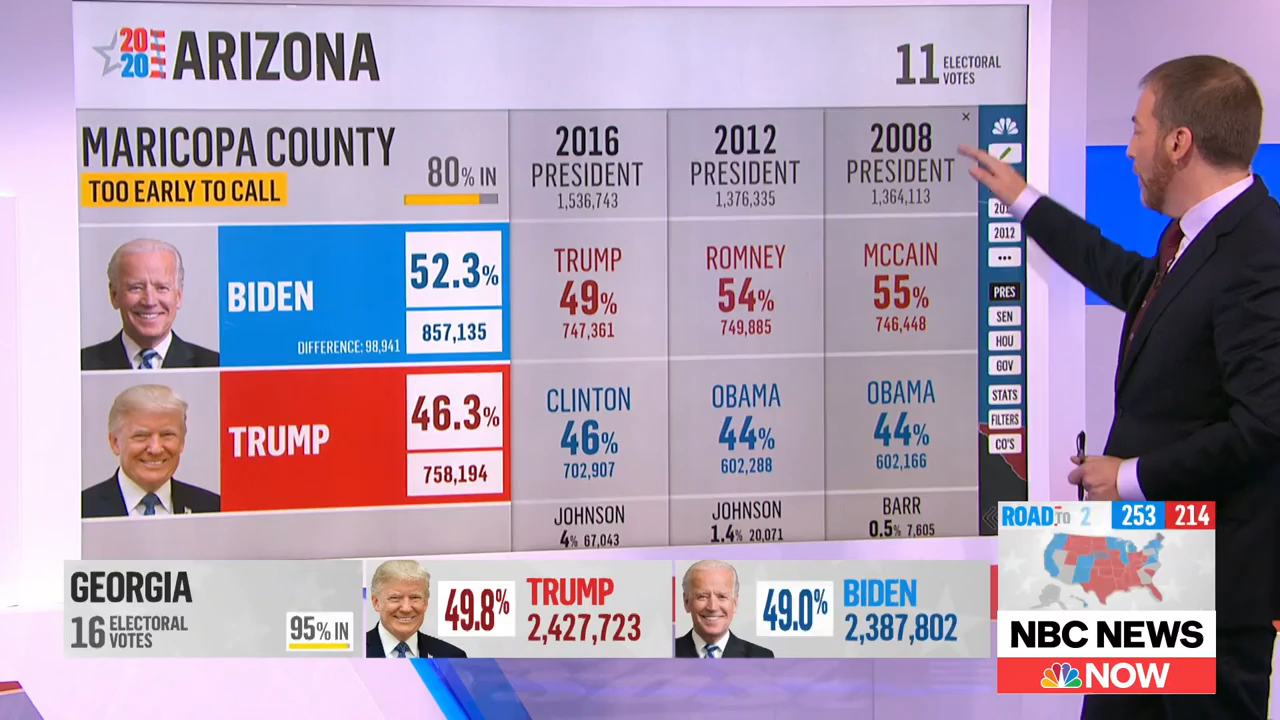 2020 ARIZONA
11 ELECTORAL VOTES
MARICOPA COUNTY
TOO EARLY TO CALL
80% IN
BIDEN
52.3%
857,135
DIFFERENCE: 98,941
TRUMP
46.3%
758,194
2016
PRESIDENT
1,536,743
TRUMP
49%
747,361
CLINTON
46%
702,907
JOHNSON
4% 67,043
2012
PRESIDENT
1,376,335
ROMNEY
54%
749,885
OBAMA
44%
602,288
JOHNSON
1.4% 20,071
×
2008
PRESIDENT
1,364,113
MCCAIN
55%
746,448
OBAMA
44%
602,166
BARR
0.5% 7,605
2012
•••
PRES
SEN
HOU
GOV
STATS
FILTERS
CO'S
GEORGIA
16 ELECTORAL VOTES
95% IN
49.8%
TRUMP
2,427,723
49.0%
BIDEN
2,387,802
ROAD TO 2
253
214
NBC NEWS
NOW